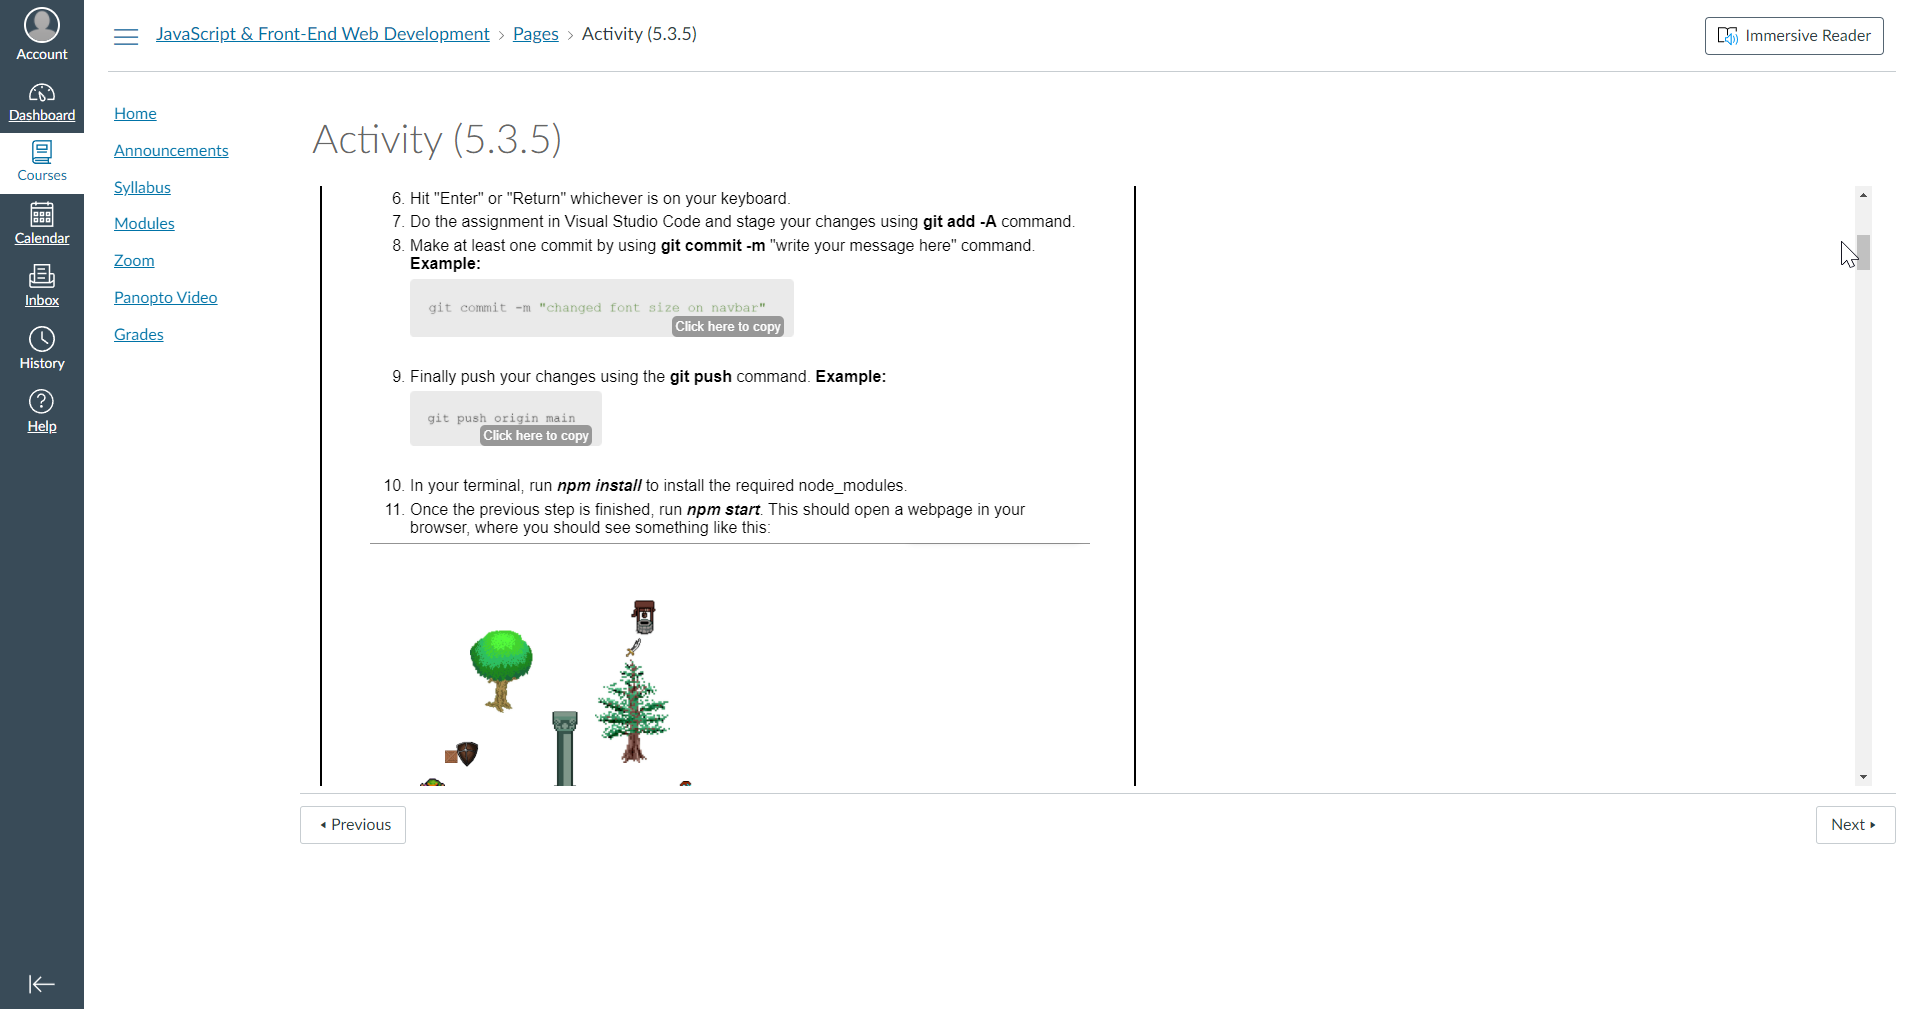 Account
Dashboard
Courses
Calendar
Inbox
History
Help
JavaScript & Front-End Web Development › Pages › Activity (5.3.5)
Immersive Reader
Home
Announcements
Syllabus
Modules
Zoom
Panopto Video
Grades
Activity (5.3.5)
6. Hit "Enter" or "Return" whichever is on your keyboard.
7. Do the assignment in Visual Studio Code and stage your changes using git add -A command.
8. Make at least one commit by using git commit -m "write your message here" command.
Example:
git commit -m "changed font size on navbar"
Click here to copy
9. Finally push your changes using the git push command. Example:
git push origin main
Click here to copy
10. In your terminal, run npm install to install the required node_modules.
11. Once the previous step is finished, run npm start. This should open a webpage in your
browser, where you should see something like this:
Previous
Next